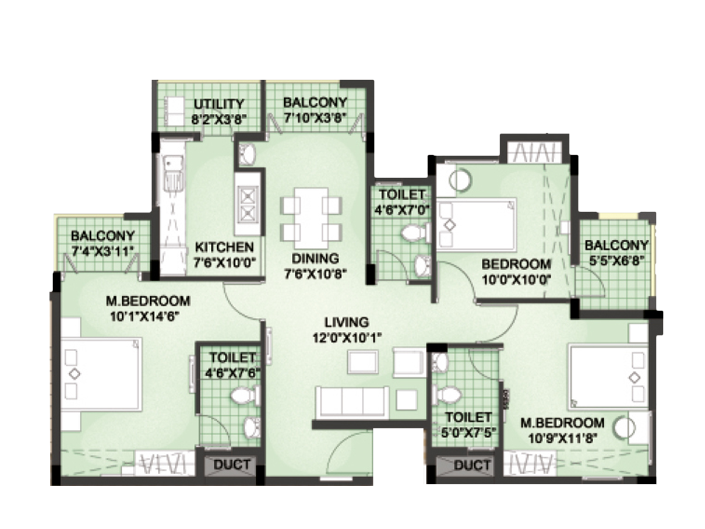 UTILITY
8'2"X3'8"
BALCONY
7'10"X3'8"
TOILET
4'6"X7'0"
BALCONY
7'4"X3'11"
KITCHEN
7'6"X10'0"
DINING
7'6"X10'8"
BEDROOM
10'0"X10'0"
BALCONY
5'5"X6'8"
M.BEDROOM
10'1"X14'6"
LIVING
12'0"X10'1"
TOILET
4'6"X7'6"
TOILET
5'0"X7'5"
M.BEDROOM
10'9"X11'8"
DUCT
DUCT